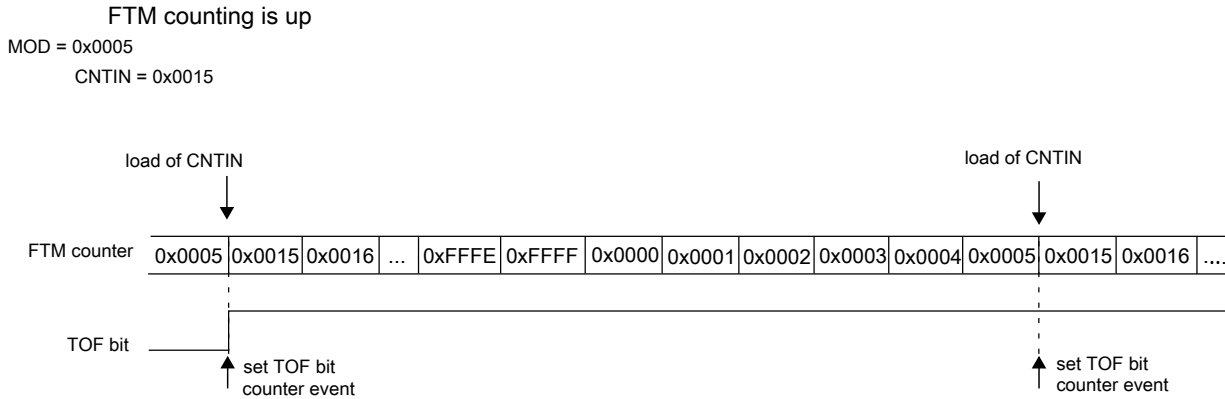 FTM counting is up
MOD = 0x0005
CNTIN = 0x0015
load of CNTIN load of CNTIN
FTM counter 0x0005 0x0015 0x0016 ... 0xFFFE 0xFFFF 0x0000 0x0001 0x0002 0x0003 0x0004 0x0005 0x0015 0x0016 ....
TOF bit
set TOF bit set TOF bit
counter event counter event